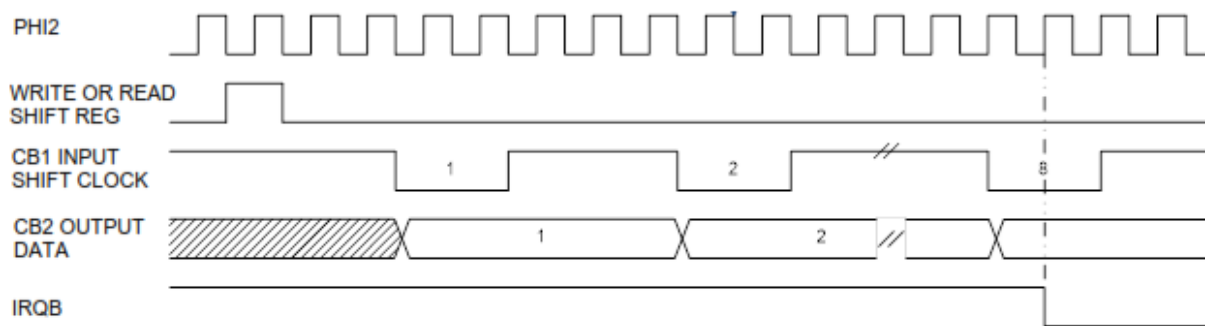 PHI2
WRITE OR READ
SHIFT REG
CB1 INPUT
SHIFT CLOCK
1
2
8
CB2 OUTPUT
DATA
1
2
IRQB